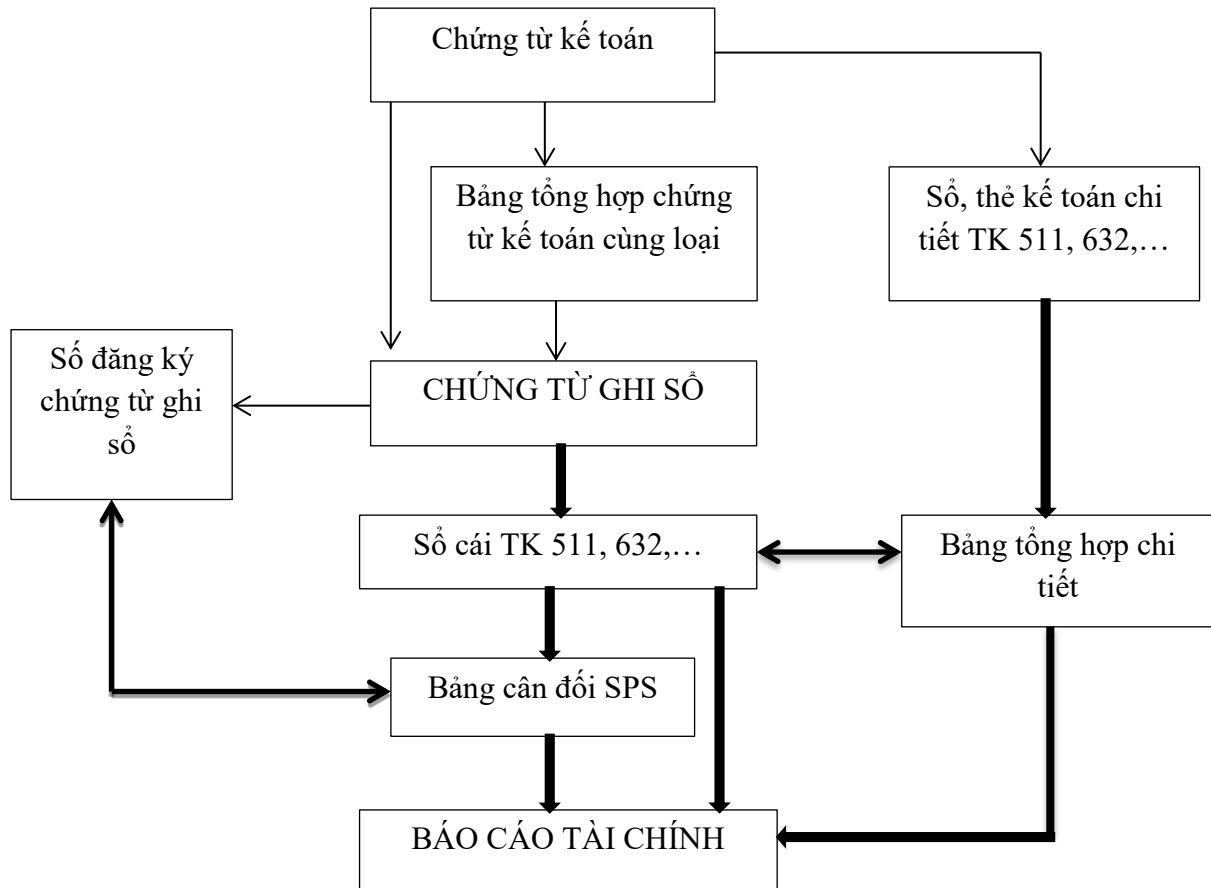 Chứng từ kế toán
Bảng tổng hợp chứng
từ kế toán cùng loại
Sổ, thẻ kế toán chi
tiết TK 511, 632,…
Số đăng ký
chứng từ ghi
sổ
CHỨNG TỪ GHI SỔ
Sổ cái TK 511, 632,…
Bảng tổng hợp chi
tiết
Bảng cân đối SPS
BÁO CÁO TÀI CHÍNH